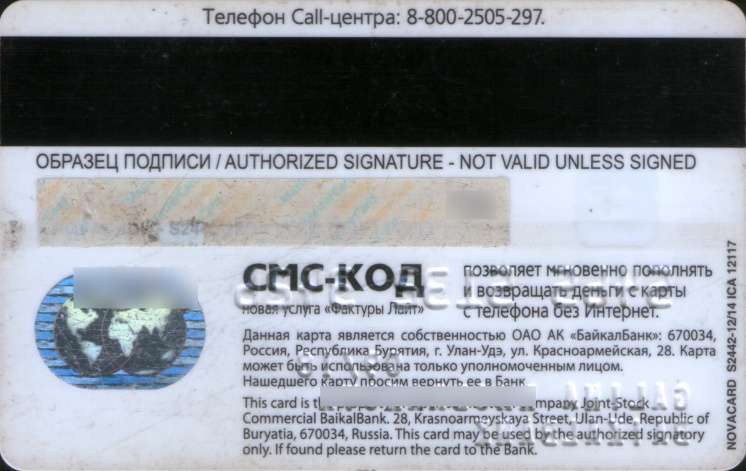 Телефон Call-центра: 8-800-2505-297.
ОБРАЗЕЦ ПОДПИСИ / AUTHORIZED SIGNATURE - NOT VALID UNLESS SIGNED
СМС-КОД
новая услуга «Фактуры Лайт»
позволяет мгновенно пополнять
и возвращать деньги с карты
с телефона без Интернет.
Данная карта является собственностью ОАО АК «БайкалБанк»: 670034,
Россия, Республика Бурятия, г. Улан-Удэ, ул. Красноармейская, 28. Карта
может быть использована только уполномоченным лицом.
Нашедшего карту просим вернуть ее в Банк.
This card is the Joint-Stock
Commercial BaikalBank. 28, Krasnoarmeyskaya Street, Ulan-Ude, Republic of
Buryatia, 670034, Russia. This card may be used by the authorized signatory
only. If found please return the card to the Bank.
NOVACARD S2442-12/14 ICA 12117